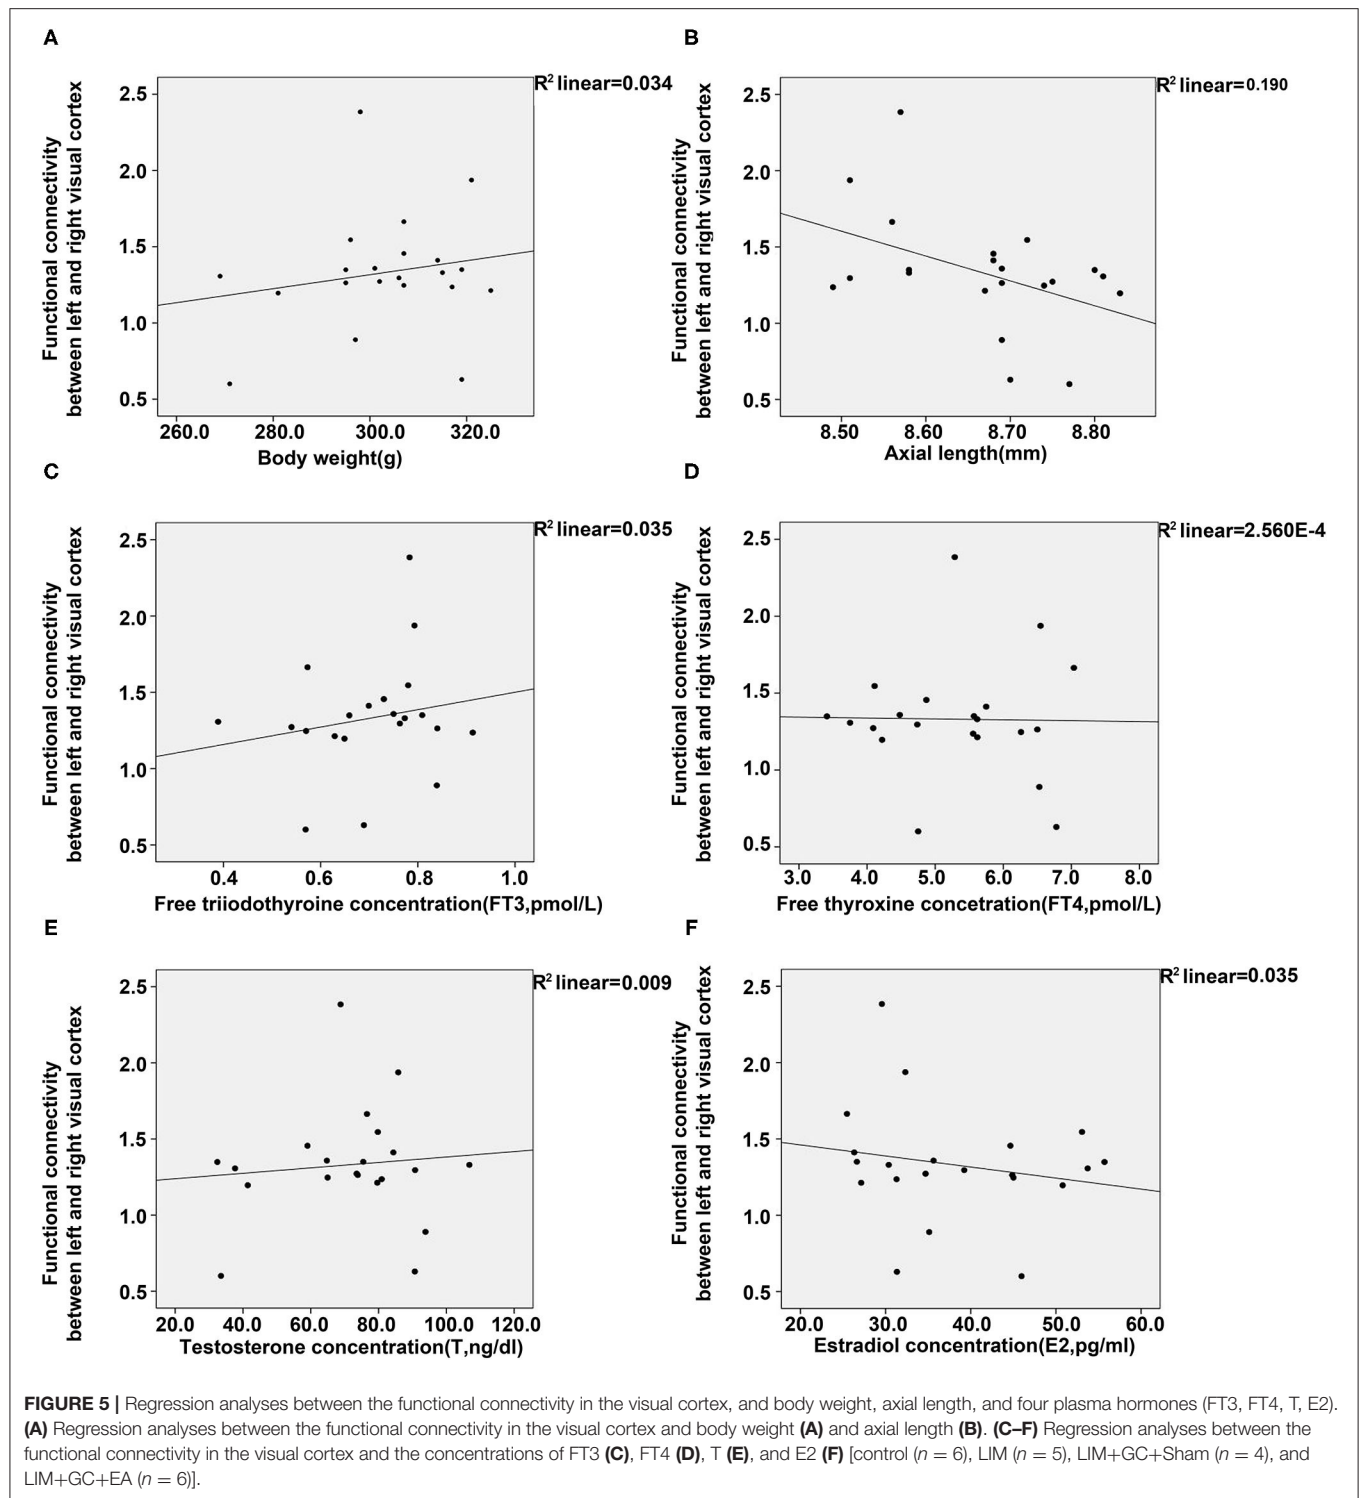 A
R² linear=0.034
Functional connectivity
between left and right visual cortex
2.5
2.0
1.5
1.0
0.5
260.0 280.0 300.0 320.0
Body weight(g)
B
R² linear=0.190
Functional connectivity
between left and right visual cortex
2.5
2.0
1.5
1.0
0.5
8.50 8.60 8.70 8.80
Axial length(mm)
C
R² linear=0.035
Functional connectivity
between left and right visual cortex
2.5
2.0
1.5
1.0
0.5
0.4 0.6 0.8 1.0
Free triiodothyroine concentration(FT3,pmol/L)
D
R² linear=2.560E-4
Functional connectivity
between left and right visual cortex
2.5
2.0
1.5
1.0
0.5
3.0 4.0 5.0 6.0 7.0 8.0
Free thyroxine concetration(FT4,pmol/L)
E
R² linear=0.009
Functional connectivity
between left and right visual cortex
2.5
2.0
1.5
1.0
0.5
20.0 40.0 60.0 80.0 100.0 120.0
Testosterone concentration(T,ng/dl)
F
R² linear=0.035
Functional connectivity
between left and right visual cortex
2.5
2.0
1.5
1.0
0.5
20.0 30.0 40.0 50.0 60.0
Estradiol concentration(E2,pg/ml)
FIGURE 5 | Regression analyses between the functional connectivity in the visual cortex, and body weight, axial length, and four plasma hormones (FT3, FT4, T, E2).
(A) Regression analyses between the functional connectivity in the visual cortex and body weight (A) and axial length (B). (C–F) Regression analyses between the
functional connectivity in the visual cortex and the concentrations of FT3 (C), FT4 (D), T (E), and E2 (F) [control (n = 6), LIM (n = 5), LIM+GC+Sham (n = 4), and
LIM+GC+EA (n = 6)].